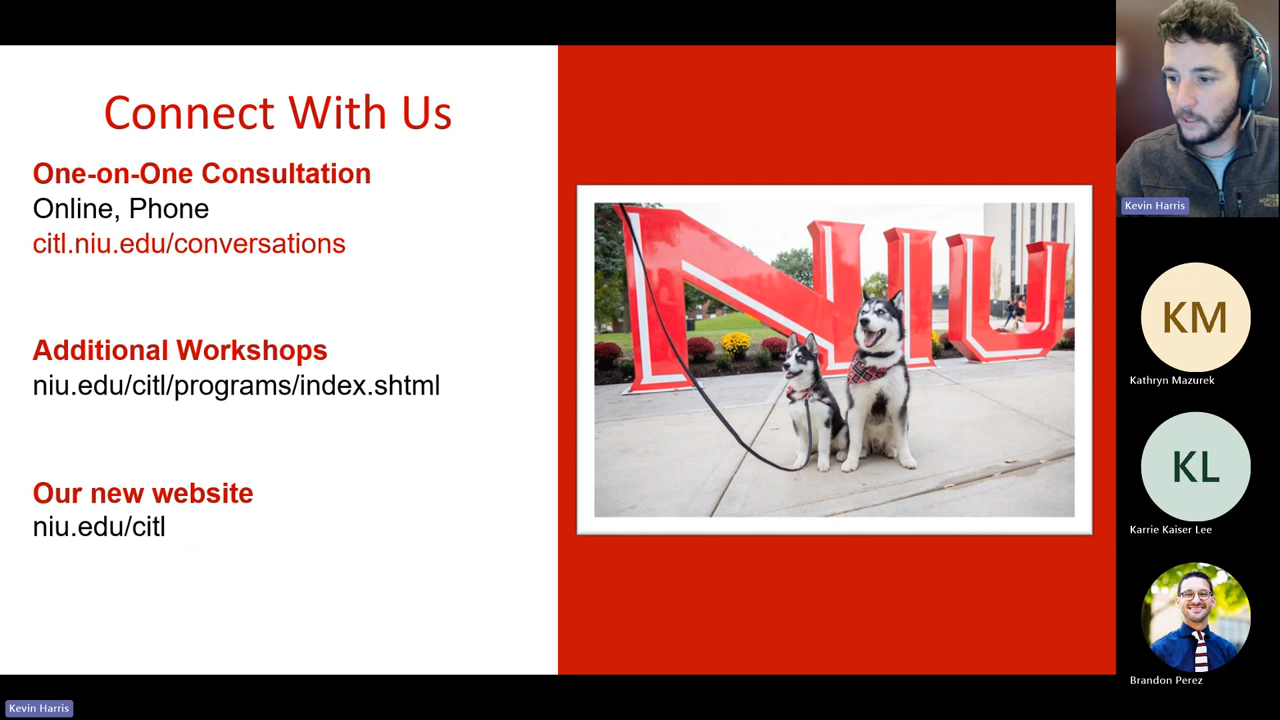 Connect With Us
One-on-One Consultation
Online, Phone
citl.niu.edu/conversations
Additional Workshops
niu.edu/citl/programs/index.shtml
Our new website
niu.edu/citl
NIU
Kevin Harris
KM
Kathryn Mazurek
KL
Karrie Kaiser Lee
Brandon Perez
Kevin Harris